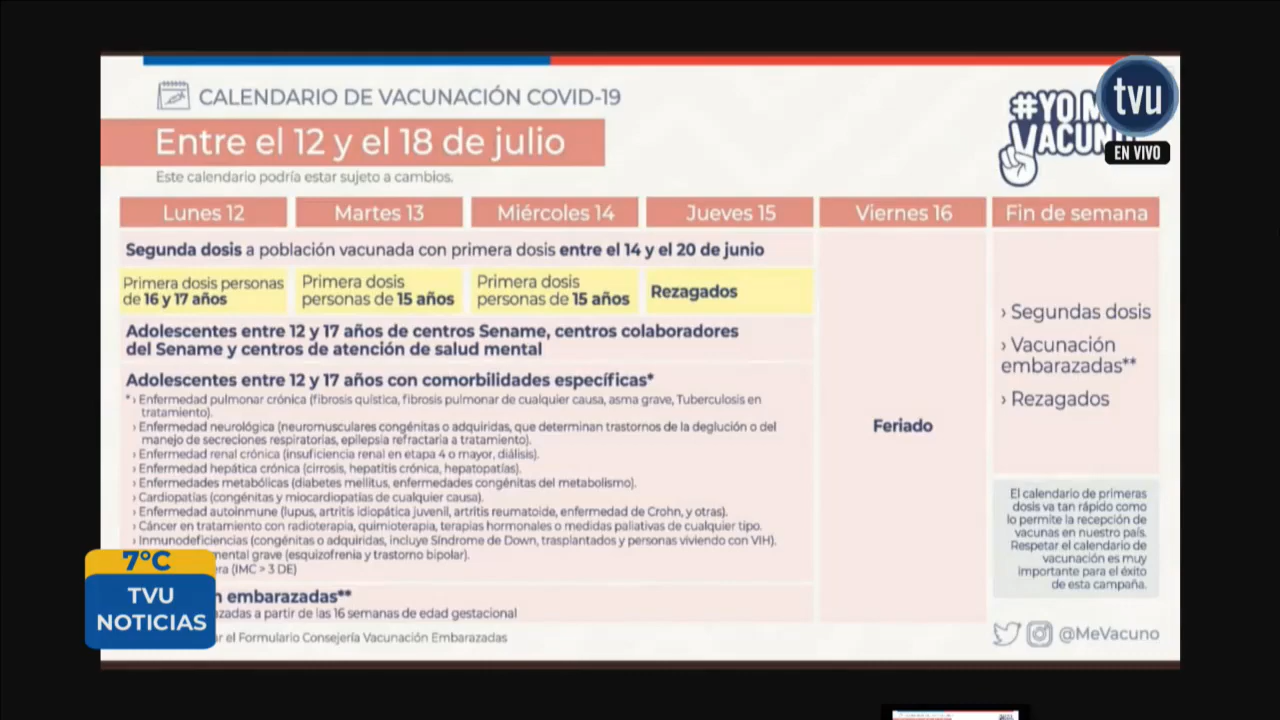 CALENDARIO DE VACUNACIÓN COVID-19
Entre el 12 y el 18 de julio
Este calendario podría estar sujeto a cambios.
#YO
VACUN
tvu
EN VIVO
Lunes 12
Martes 13
Miércoles 14
Jueves 15
Viernes 16
Fin de semana
Segunda dosis a población vacunada con primera dosis entre el 14 y el 20 de junio
Primera dosis personas
de 16 y 17 años
Primera dosis
personas de 15 años
Primera dosis
personas de 15 años
Rezagados
Adolescentes entre 12 y 17 años de centros Sename, centros colaboradores
del Sename y centros de atención de salud mental
Adolescentes entre 12 y 17 años con comorbilidades específicas*
* › Enfermedad pulmonar crónica (fibrosis quística, fibrosis pulmonar de cualquier causa, asma grave, Tuberculosis en
tratamiento).
› Enfermedad neurológica (neuromusculares congénitas o adquiridas, que determinan trastornos de la deglución o del
manejo de secreciones respiratorias, epilepsia refractaria a tratamiento).
› Enfermedad renal crónica (insuficiencia renal en etapa 4 o mayor, diálisis).
› Enfermedad hepática crónica (cirrosis, hepatitis crónica, hepatopatías).
› Enfermedades metabólicas (diabetes mellitus, enfermedades congénitas del metabolismo).
› Cardiopatías (congénitas y miocardiopatías de cualquier causa).
› Enfermedad autoinmune (lupus, artritis idiopática juvenil, artritis reumatoide, enfermedad de Crohn, y otras).
› Cáncer en tratamiento con radioterapia, quimioterapia, terapias hormonales o medidas paliativas de cualquier tipo.
› Inmunodeficiencias (congénitas o adquiridas, incluye Síndrome de Down, trasplantados y personas viviendo con VIH).
mental grave (esquizofrenia y trastorno bipolar).
era (IMC > 3 DE)
n embarazadas**
azadas a partir de las 16 semanas de edad gestacional
ar el Formulario Consejería Vacunación Embarazadas
Feriado
› Segundas dosis
› Vacunación
embarazadas**
› Rezagados
El calendario de primeras
dosis va tan rápido como
lo permite la recepción de
vacunas en nuestro país.
Respetar el calendario de
vacunación es muy
importante para el éxito
de esta campaña.
@MeVacuno
7°C
TVU
NOTICIAS